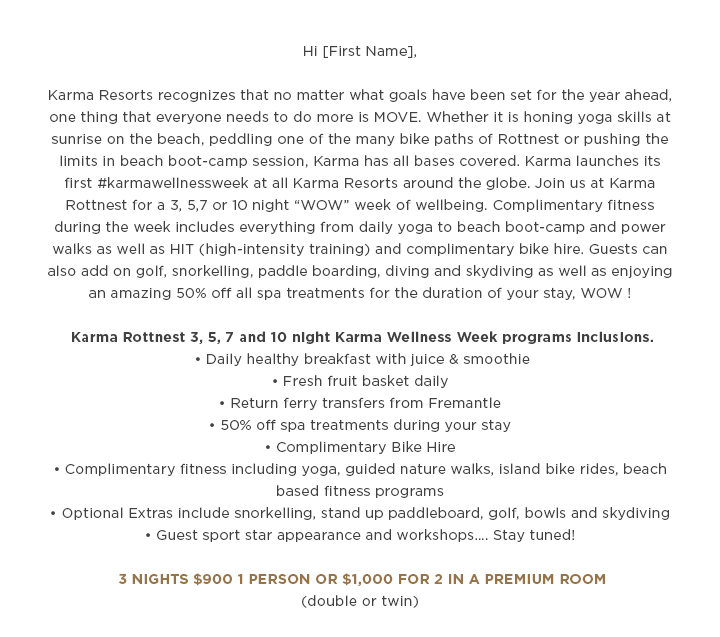 Hi [First Name],
Karma Resorts recognizes that no matter what goals have been set for the year ahead,
one thing that everyone needs to do more is MOVE. Whether it is honing yoga skills at
sunrise on the beach, peddling one of the many bike paths of Rottnest or pushing the
limits in beach boot-camp session, Karma has all bases covered. Karma launches its
first #karmawellnessweek at all Karma Resorts around the globe. Join us at Karma
Rottnest for a 3, 5,7 or 10 night “WOW” week of wellbeing. Complimentary fitness
during the week includes everything from daily yoga to beach boot-camp and power
walks as well as HIT (high-intensity training) and complimentary bike hire. Guests can
also add on golf, snorkelling, paddle boarding, diving and skydiving as well as enjoying
an amazing 50% off all spa treatments for the duration of your stay, WOW !
Karma Rottnest 3, 5, 7 and 10 night Karma Wellness Week programs inclusions.
• Daily healthy breakfast with juice & smoothie
• Fresh fruit basket daily
• Return ferry transfers from Fremantle
• 50% off spa treatments during your stay
• Complimentary Bike Hire
• Complimentary fitness including yoga, guided nature walks, island bike rides, beach
based fitness programs
• Optional Extras include snorkelling, stand up paddleboard, golf, bowls and skydiving
• Guest sport star appearance and workshops.... Stay tuned!
3 NIGHTS $900 1 PERSON OR $1,000 FOR 2 IN A PREMIUM ROOM
(double or twin)